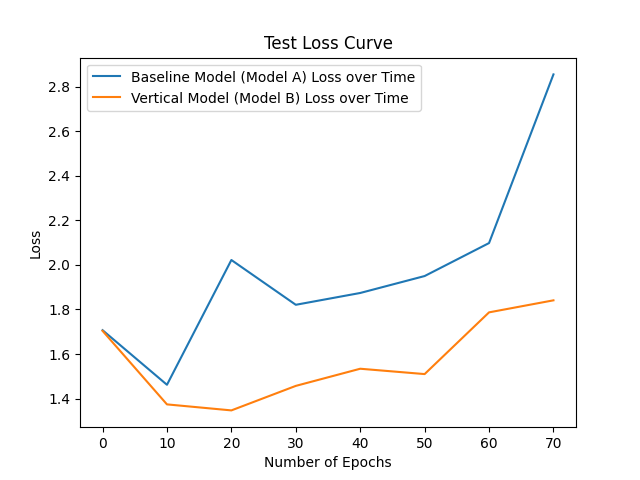 Test Loss Curve
Baseline Model (Model A) Loss over Time
Vertical Model (Model B) Loss over Time
2.8
2.6
2.4
2.2
2.0
1.8
1.6
1.4
Loss
0 10 20 30 40 50 60 70
Number of Epochs